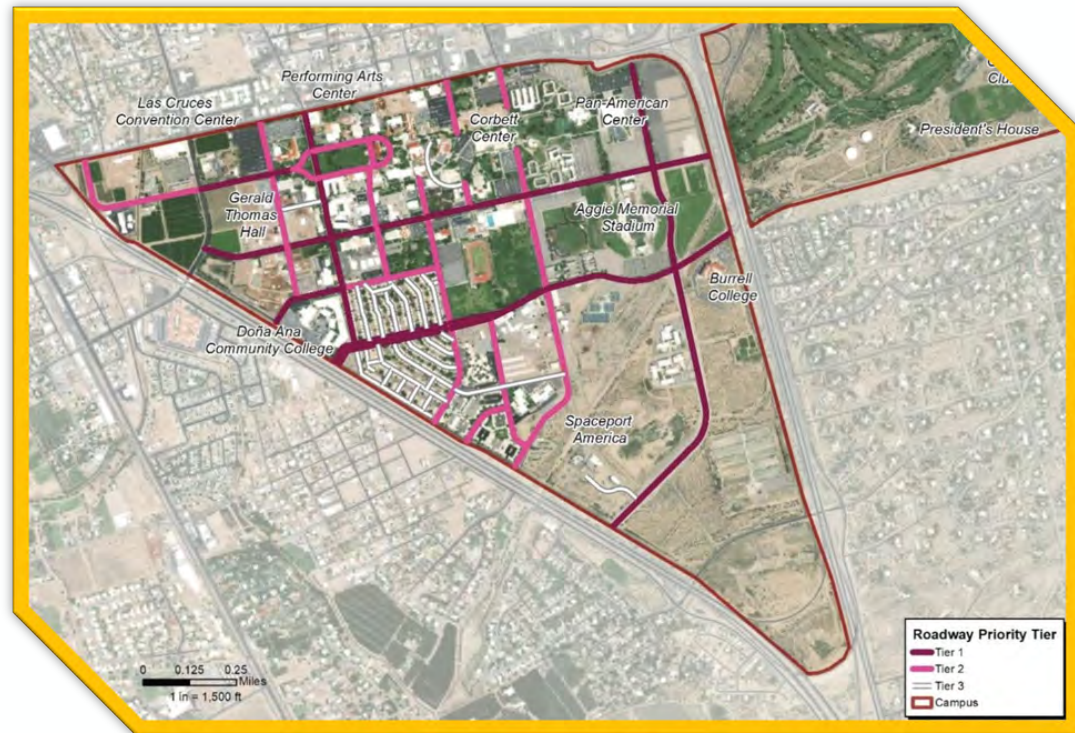 Performing Arts
Center
Las Cruces
Convention Center
Corbett
Center
Pan-American
Center
President's House
Gerald
Thomas
Hall
Aggie Memorial
Stadium
Burrell
College
Doña Ana
Community College
Spaceport
America
0 0.125 0.25
Miles
1 in = 1,500 ft
Roadway Priority Tier
Tier 1
Tier 2
Tier 3
Campus